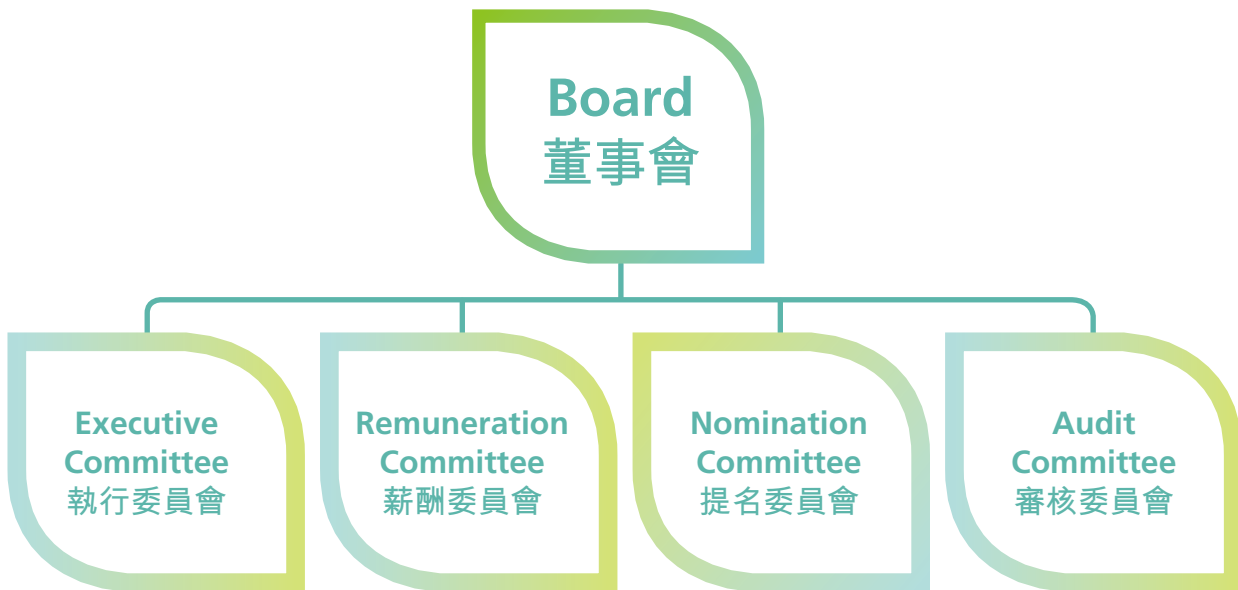 Board
董事會
Executive
Committee
執行委員會
Remuneration
Committee
薪酬委員會
Nomination
Committee
提名委員會
Audit
Committee
審核委員會